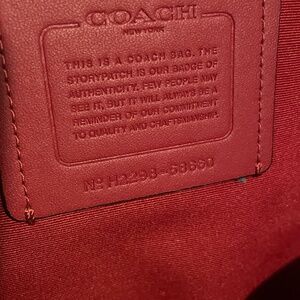 COACH
NEW YORK
THIS IS A COACH BAG. THE
STORYPATCH IS OUR BADGE OF
AUTHENTICITY. FEW PEOPLE MAY
SEE IT, BUT IT WILL ALWAYS BE A
REMINDER OF OUR COMMITMENT
TO QUALITY AND CRAFTSMANSHIP.
Nº H2298-68660